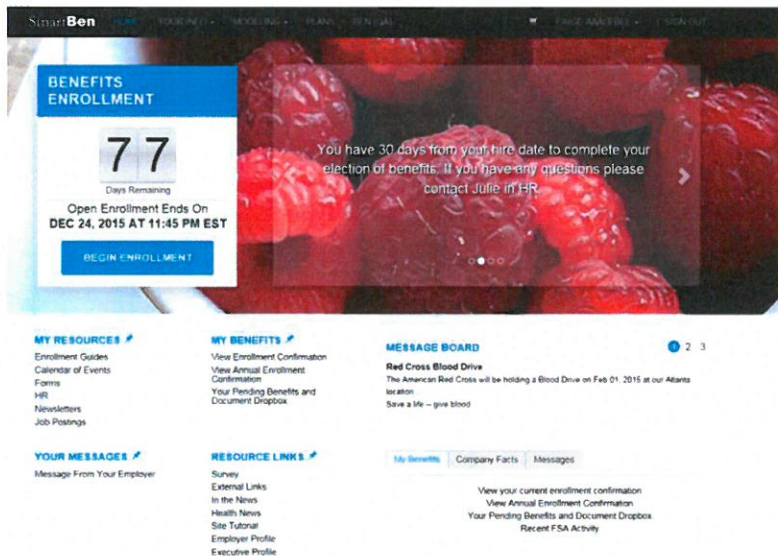 SmartBen HOME YOUR INFO MODELING PLANS BEN IQ SIGN OUT
BENEFITS
ENROLLMENT
77
Days Remaining
Open Enrollment Ends On
DEC 24, 2015 AT 11:45 PM EST
BEGIN ENROLLMENT
You have 30 days from your hire date to complete your
election of benefits. If you have any questions please
contact Julie in HR.
MY RESOURCES
Enrollment Guides
Calendar of Events
Forms
HR
Newsletters
Job Postings
MY BENEFITS
View Enrollment Confirmation
View Annual Enrollment
Confirmation
Your Pending Benefits and
Document Dropbox
MESSAGE BOARD 1 2 3
Red Cross Blood Drive
The American Red Cross will be holding a Blood Drive on Feb 01, 2015 at our Atlanta
location
Save a life – give blood
YOUR MESSAGES
Message From Your Employer
RESOURCE LINKS
Survey
External Links
In the News
Health News
Site Tutorial
Employer Profile
Executive Profile
My Benefits Company Facts Messages
View your current enrollment confirmation
View Annual Enrollment Confirmation
Your Pending Benefits and Document Dropbox
Recent FSA Activity